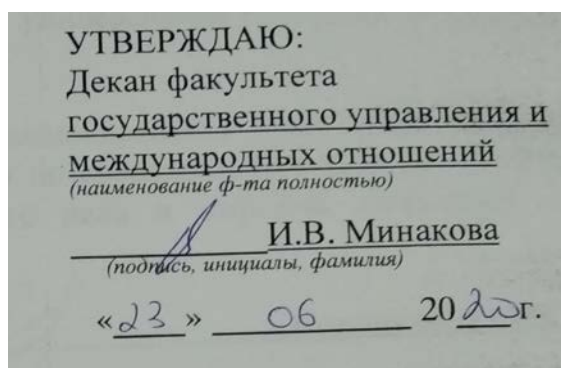 УТВЕРЖДАЮ:
Декан факультета
государственного управления и
международных отношений
(наименование ф-та полностью)
И.В. Минакова
(подпись, инициалы, фамилия)
«23» 06 2020г.